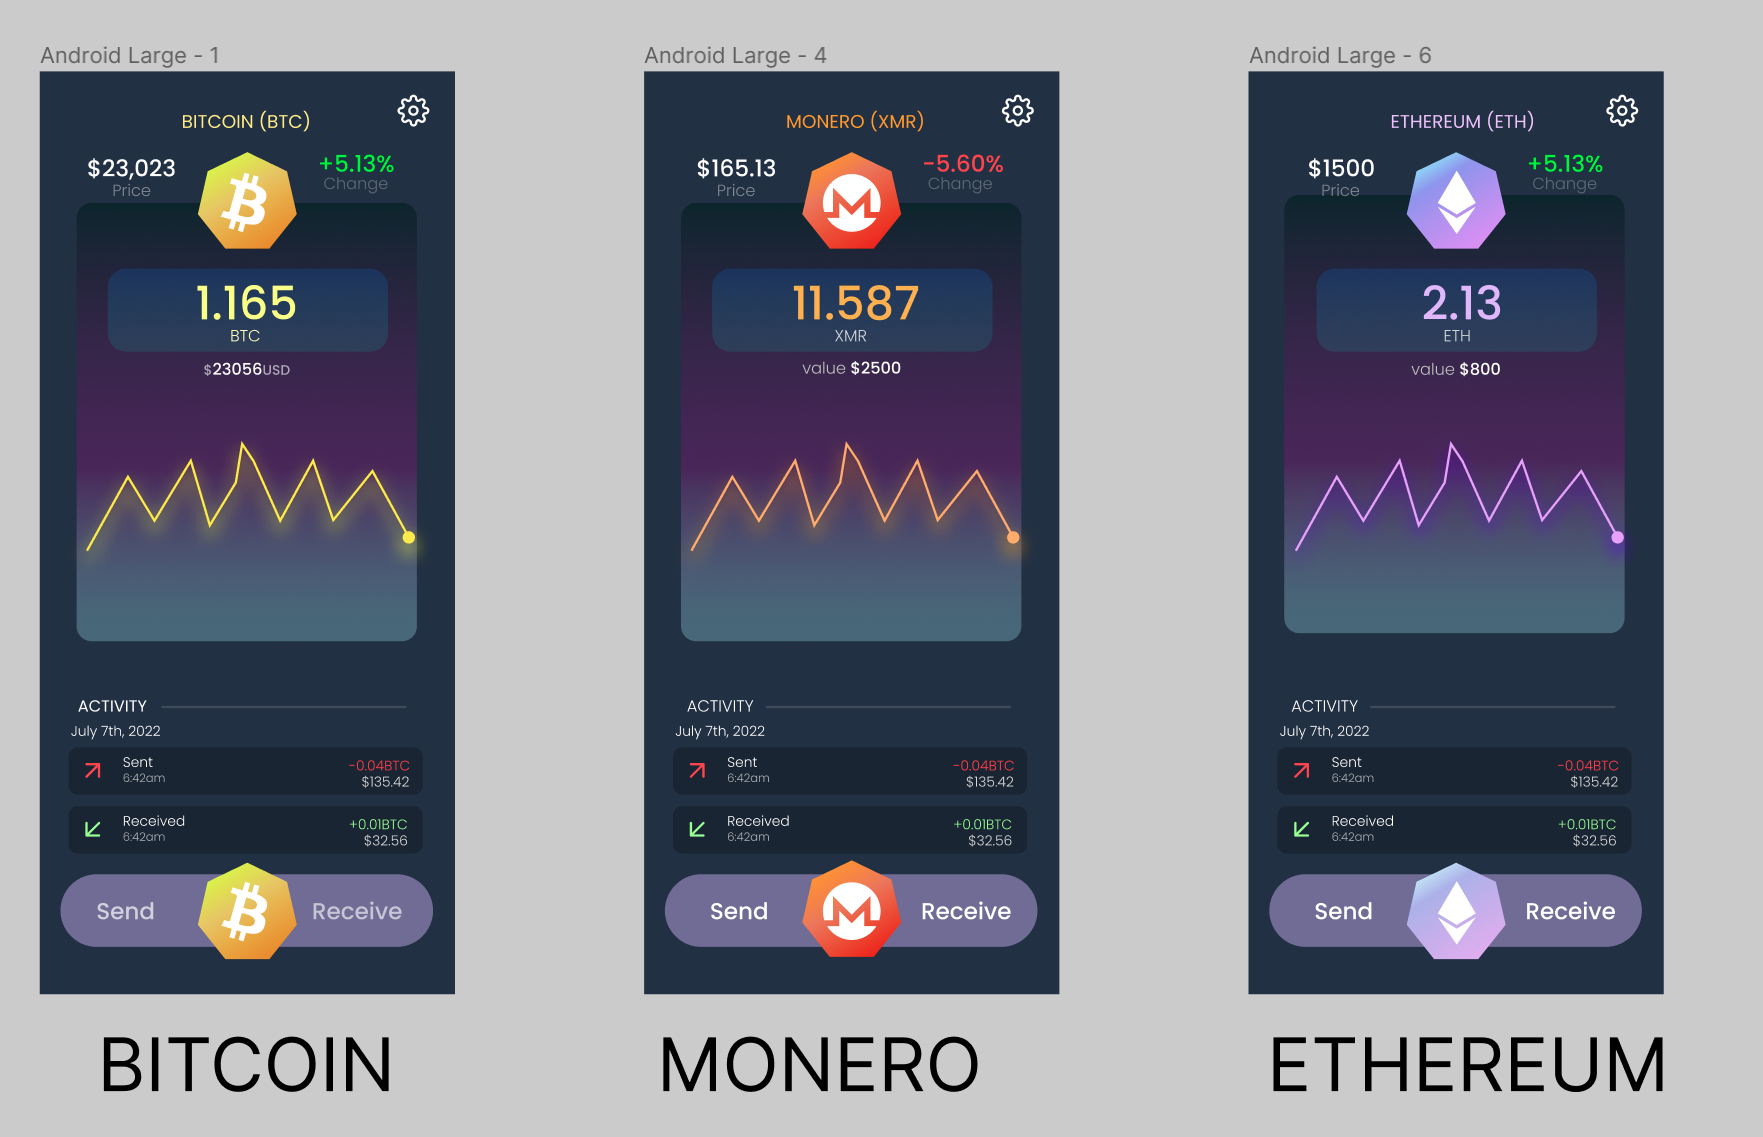 Android Large - 1
BITCOIN (BTC)
$23,023
Price
+5.13%
Change
1.165
BTC
$23056USD
ACTIVITY
July 7th, 2022
Sent
6:42am
-0.04BTC
$135.42
Received
6:42am
+0.01BTC
$32.56
Send
Receive
BITCOIN
Android Large - 4
MONERO (XMR)
$165.13
Price
-5.60%
Change
11.587
XMR
value $2500
ACTIVITY
July 7th, 2022
Sent
6:42am
-0.04BTC
$135.42
Received
6:42am
+0.01BTC
$32.56
Send
Receive
MONERO
Android Large - 6
ETHEREUM (ETH)
$1500
Price
+5.13%
Change
2.13
ETH
value $800
ACTIVITY
July 7th, 2022
Sent
6:42am
-0.04BTC
$135.42
Received
6:42am
+0.01BTC
$32.56
Send
Receive
ETHEREUM